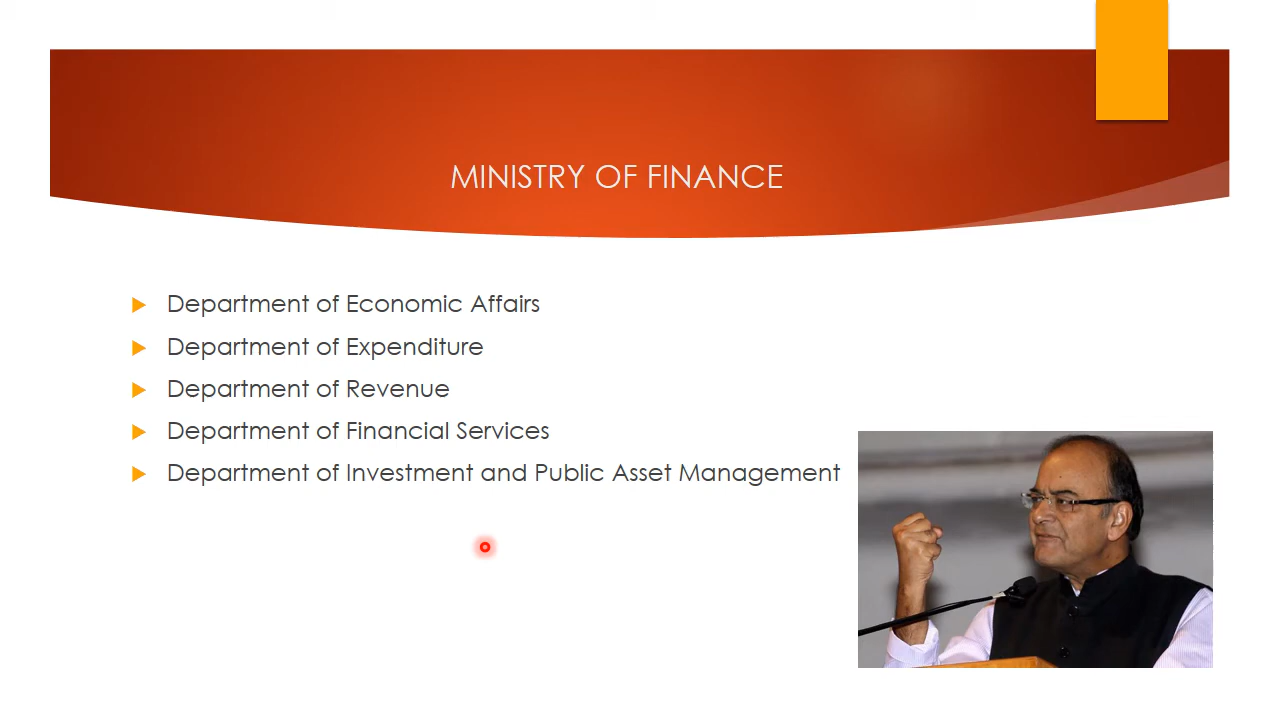 MINISTRY OF FINANCE
Department of Economic Affairs
Department of Expenditure
Department of Revenue
Department of Financial Services
Department of Investment and Public Asset Management